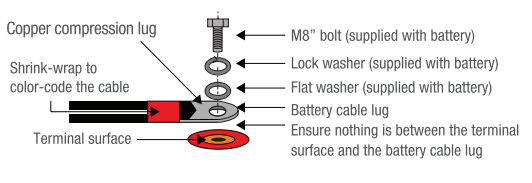 Copper compression lug
Shrink-wrap to
color-code the cable
Terminal surface
M8” bolt (supplied with battery)
Lock washer (supplied with battery)
Flat washer (supplied with battery)
Battery cable lug
Ensure nothing is between the terminal
surface and the battery cable lug